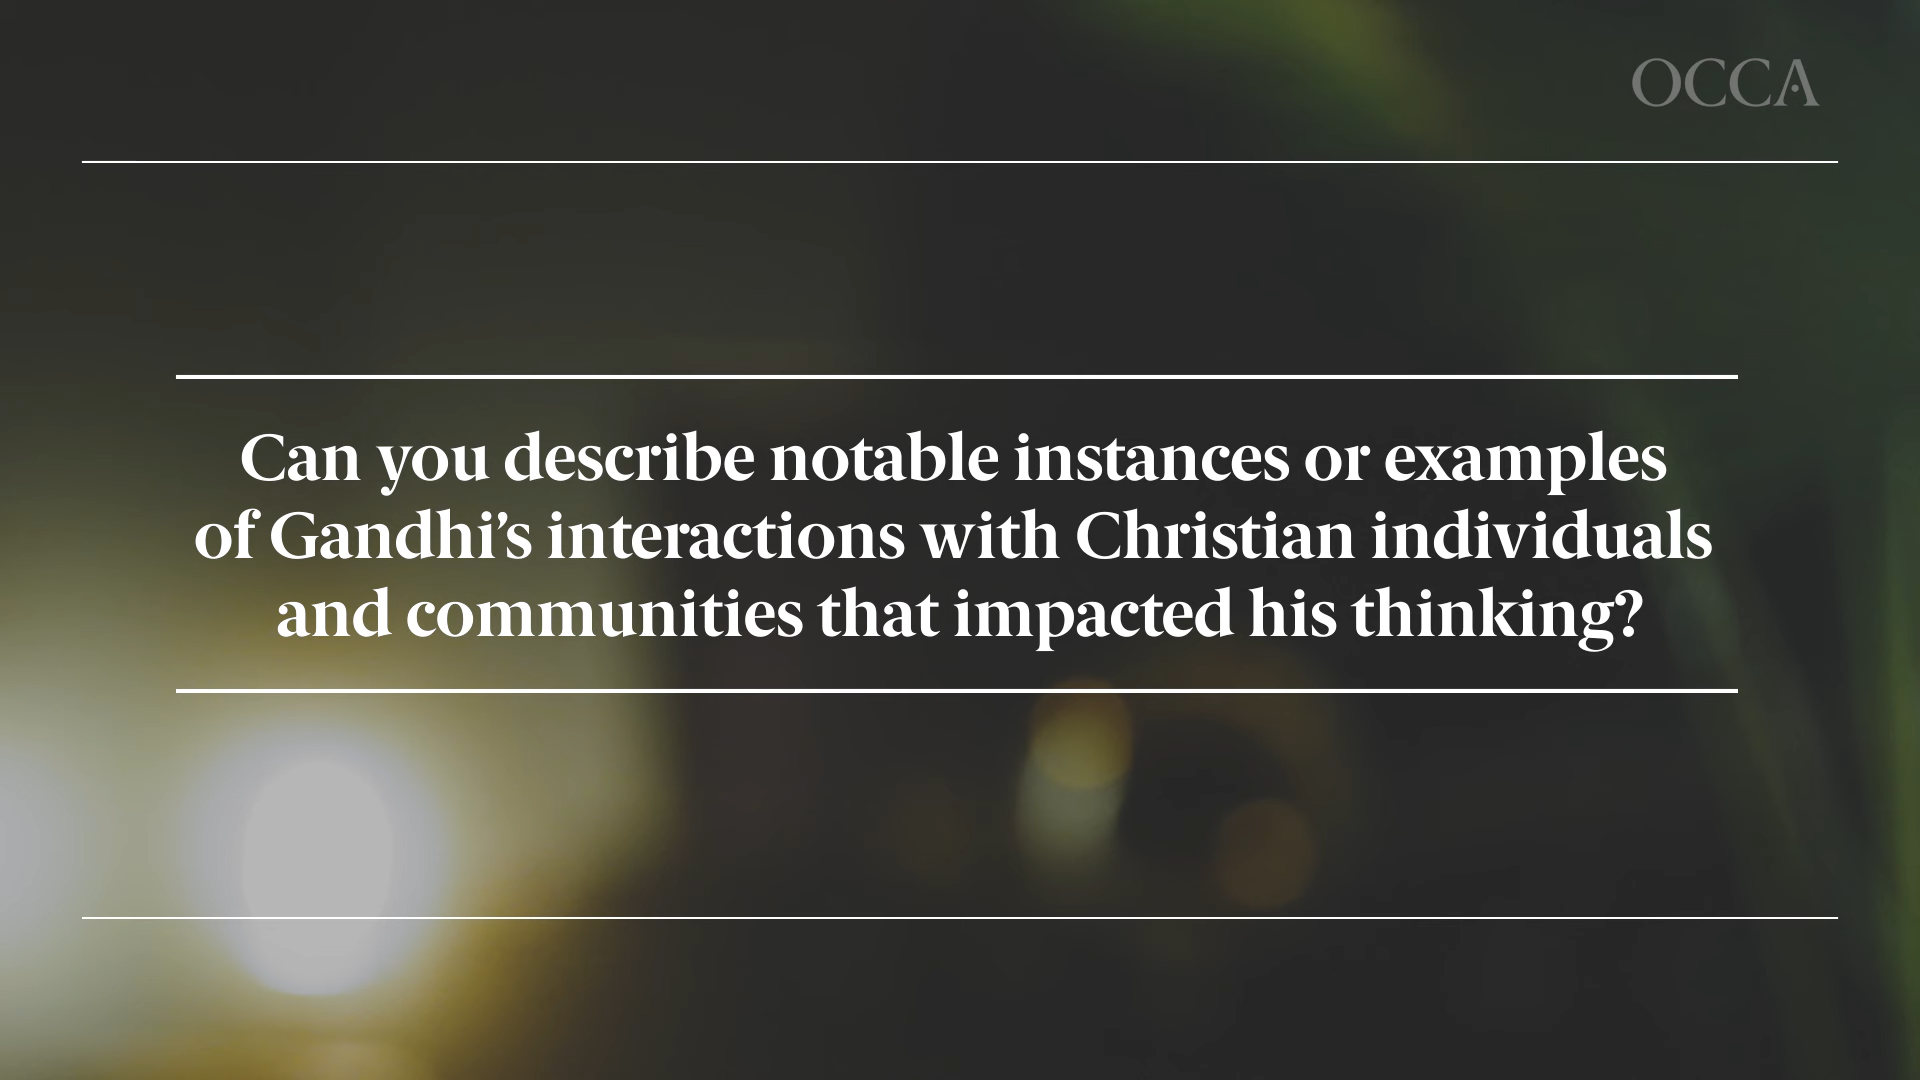 OCCA
Can you describe notable instances or examples
of Gandhi’s interactions with Christian individuals
and communities that impacted his thinking?